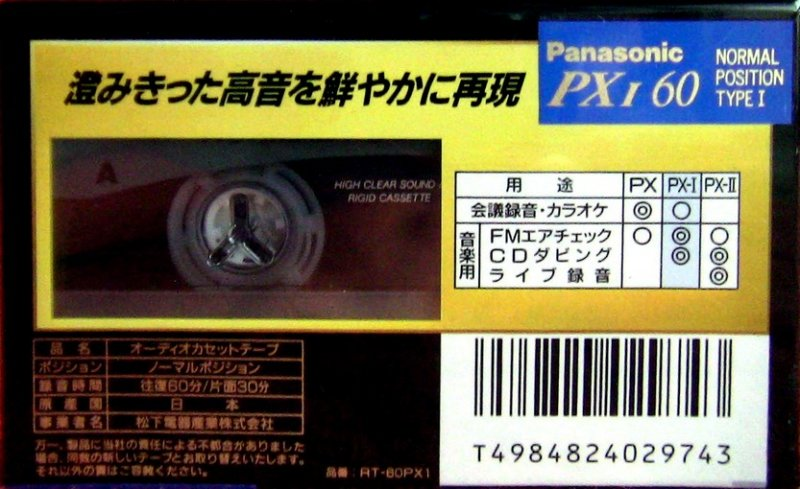 澄みきった高音を鮮やかに再現
Panasonic
PX I 60
NORMAL
POSITION
TYPE I
A
HIGH CLEAR SOUND
RIGID CASSETTE
用途 PX PX-I PX-II
会議録音・カラオケ ◎ ○
音楽用
FMエアチェック ○ ◎ ○
CDダビング ◎ ◎
ライブ録音 ◎
品名 オーディオカセットテープ
ポジション ノーマルポジション
録音時間 往復60分/片面30分
原産国 日本
事業者名 松下電器産業株式会社
万一、製品に当社の責任による不都合がありました
場合、同数の新しいテープとお取り替えいたします。
それ以外の責はご容赦ください。
品番:RT-60PX1
T4984824029743